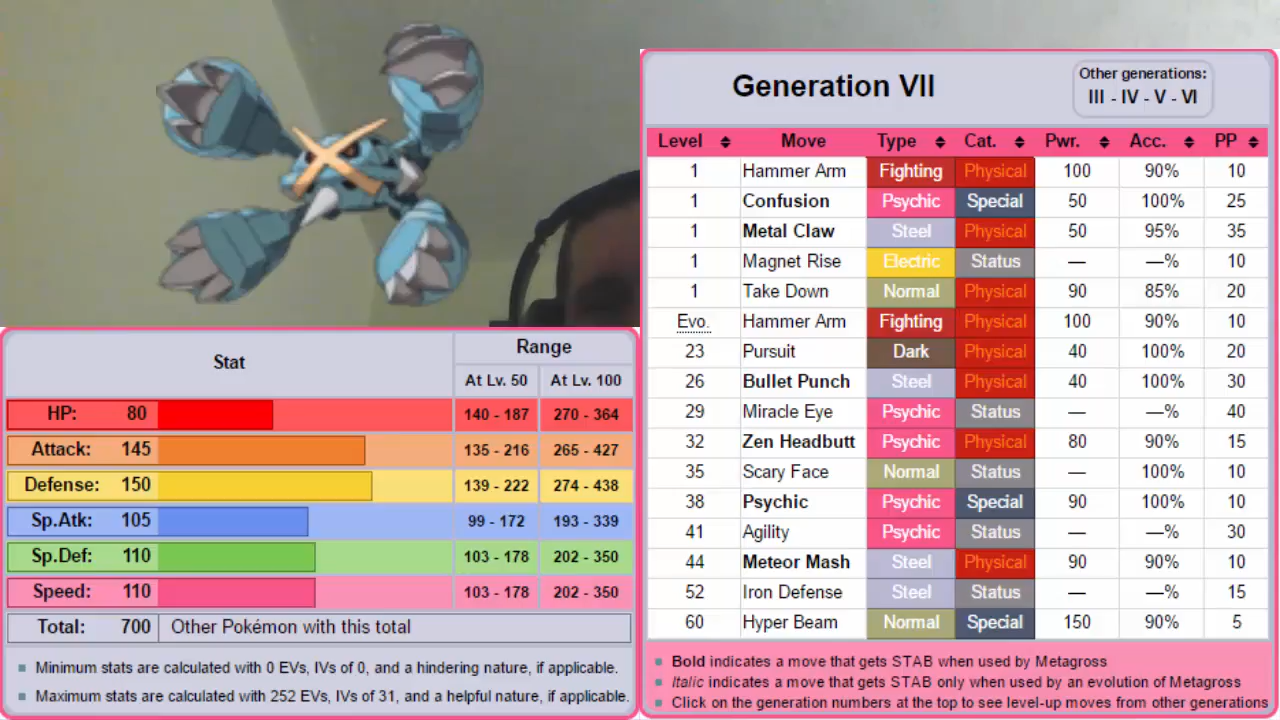 Stat
Range
At Lv. 50 At Lv. 100
HP: 80 140 - 187 270 - 364
Attack: 145 135 - 216 265 - 427
Defense: 150 139 - 222 274 - 438
Sp.Atk: 105 99 - 172 193 - 339
Sp.Def: 110 103 - 178 202 - 350
Speed: 110 103 - 178 202 - 350
Total: 700 Other Pokémon with this total
Minimum stats are calculated with 0 EVs, IVs of 0, and a hindering nature, if applicable.
Maximum stats are calculated with 252 EVs, IVs of 31, and a helpful nature, if applicable.
Generation VII
Other generations:
III - IV - V - VI
Level Move Type Cat. Pwr. Acc. PP
1 Hammer Arm Fighting Physical 100 90% 10
1 Confusion Psychic Special 50 100% 25
1 Metal Claw Steel Physical 50 95% 35
1 Magnet Rise Electric Status — —% 10
1 Take Down Normal Physical 90 85% 20
Evo. Hammer Arm Fighting Physical 100 90% 10
23 Pursuit Dark Physical 40 100% 20
26 Bullet Punch Steel Physical 40 100% 30
29 Miracle Eye Psychic Status — —% 40
32 Zen Headbutt Psychic Physical 80 90% 15
35 Scary Face Normal Status — 100% 10
38 Psychic Psychic Special 90 100% 10
41 Agility Psychic Status — —% 30
44 Meteor Mash Steel Physical 90 90% 10
52 Iron Defense Steel Status — —% 15
60 Hyper Beam Normal Special 150 90% 5
Bold indicates a move that gets STAB when used by Metagross
Italic indicates a move that gets STAB only when used by an evolution of Metagross
Click on the generation numbers at the top to see level-up moves from other generations